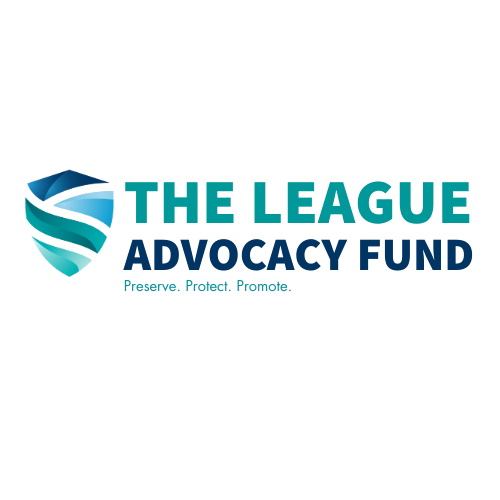 THE LEAGUE
ADVOCACY FUND
Preserve. Protect. Promote.